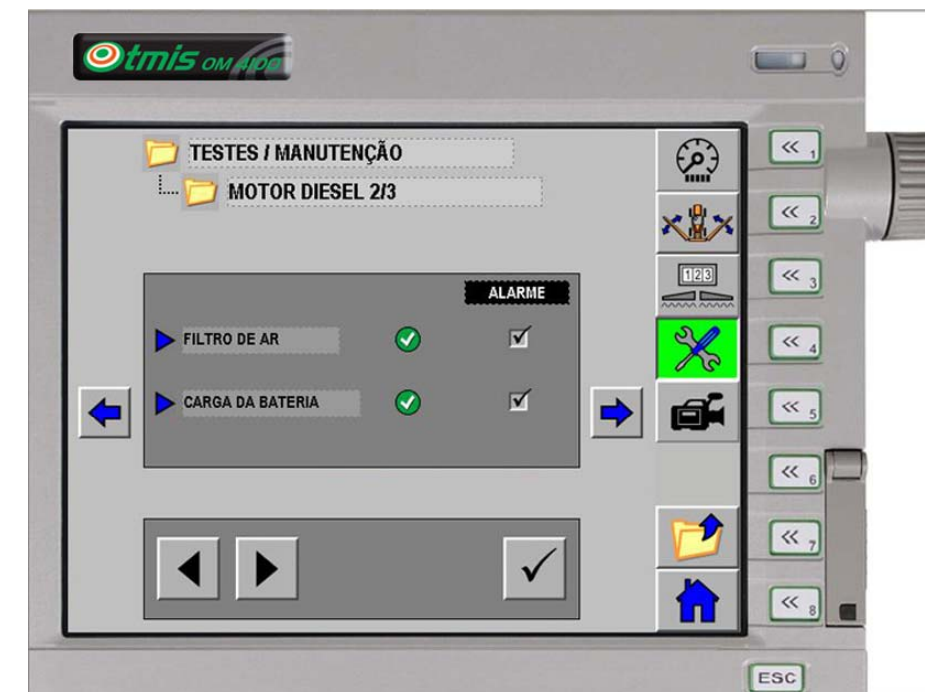 Otmis OM 4100
TESTES / MANUTENÇÃO
MOTOR DIESEL 2/3
ALARME
FILTRO DE AR
CARGA DA BATERIA
123
<< 1
<< 2
<< 3
<< 4
<< 5
<< 6
<< 7
<< 8
ESC